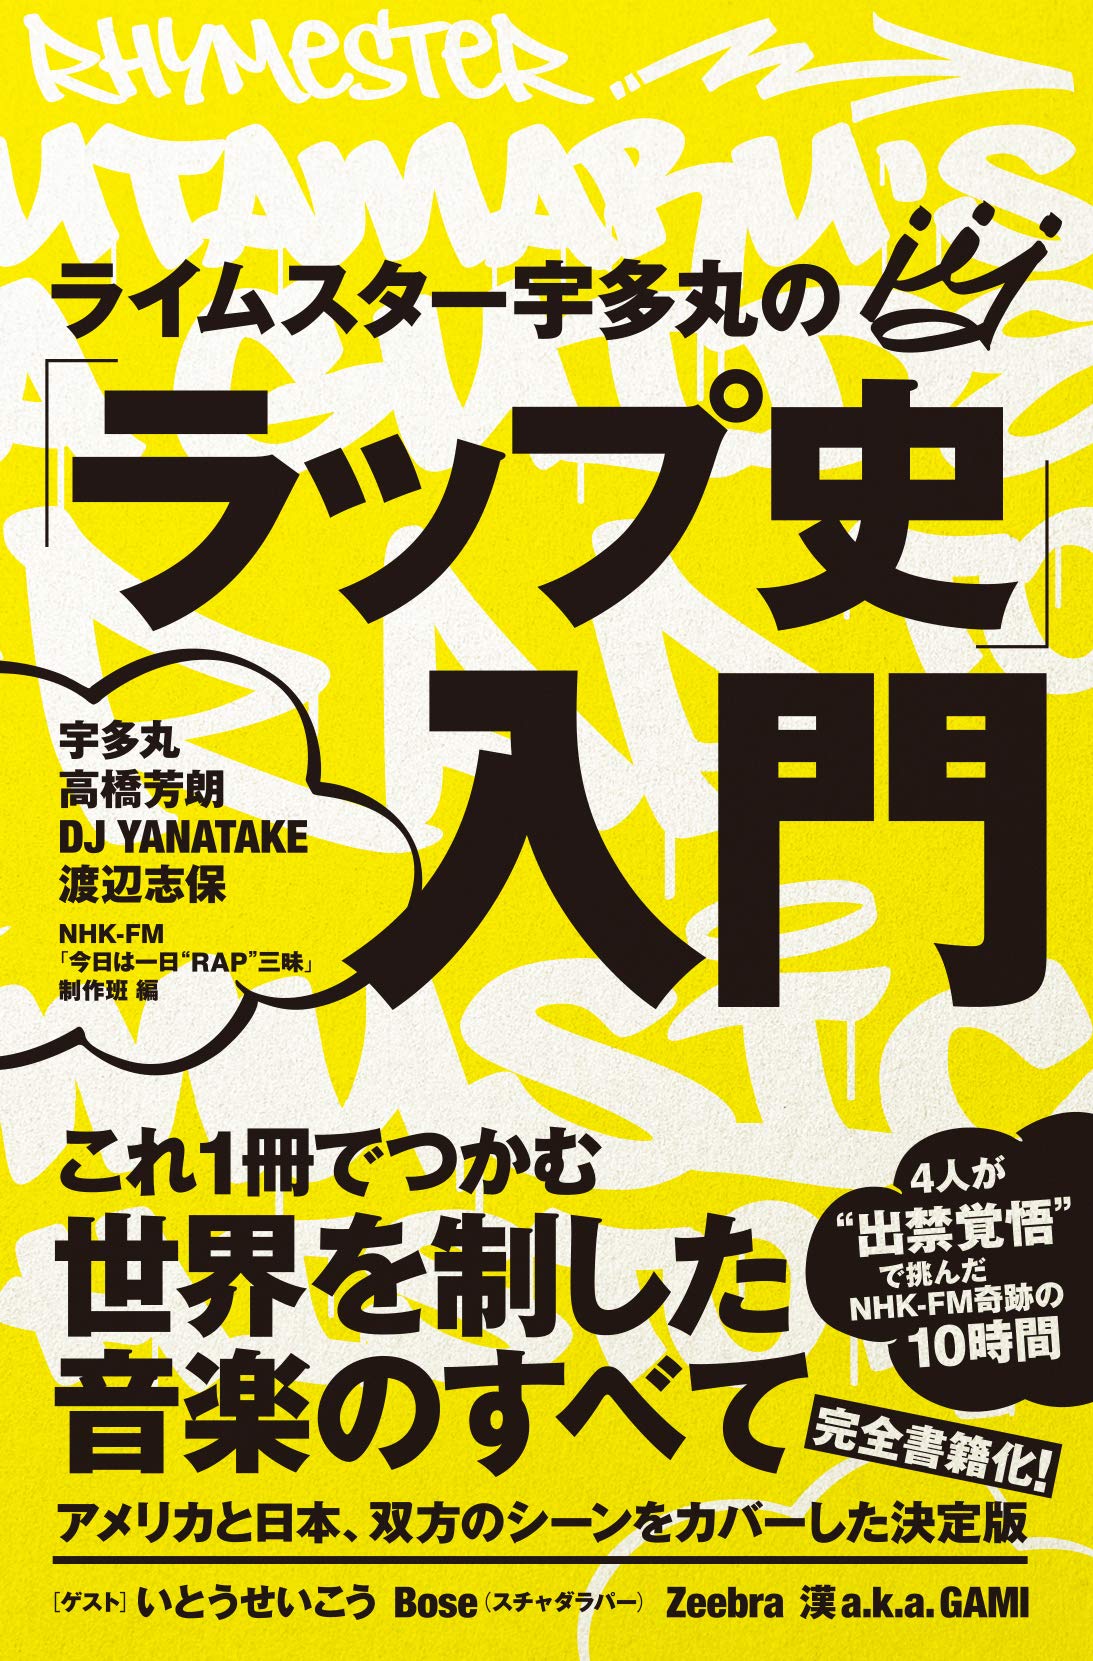 RHYMESTER
UTAMARU'S
A GUIDE
TO
RAP
MUSIC
HISTORY
ライムスター宇多丸の
「ラップ史」
入門
宇多丸
高橋芳朗
DJ YANATAKE
渡辺志保
NHK-FM
「今日は一日“RAP”三昧」
制作班 編
これ1冊でつかむ
世界を制した
音楽のすべて
4人が
“出禁覚悟”
で挑んだ
NHK-FM奇跡の
10時間
完全書籍化!
アメリカと日本、双方のシーンをカバーした決定版
[ゲスト] いとうせいこう Bose(スチャダラパー) Zeebra 漢 a.k.a. GAMI